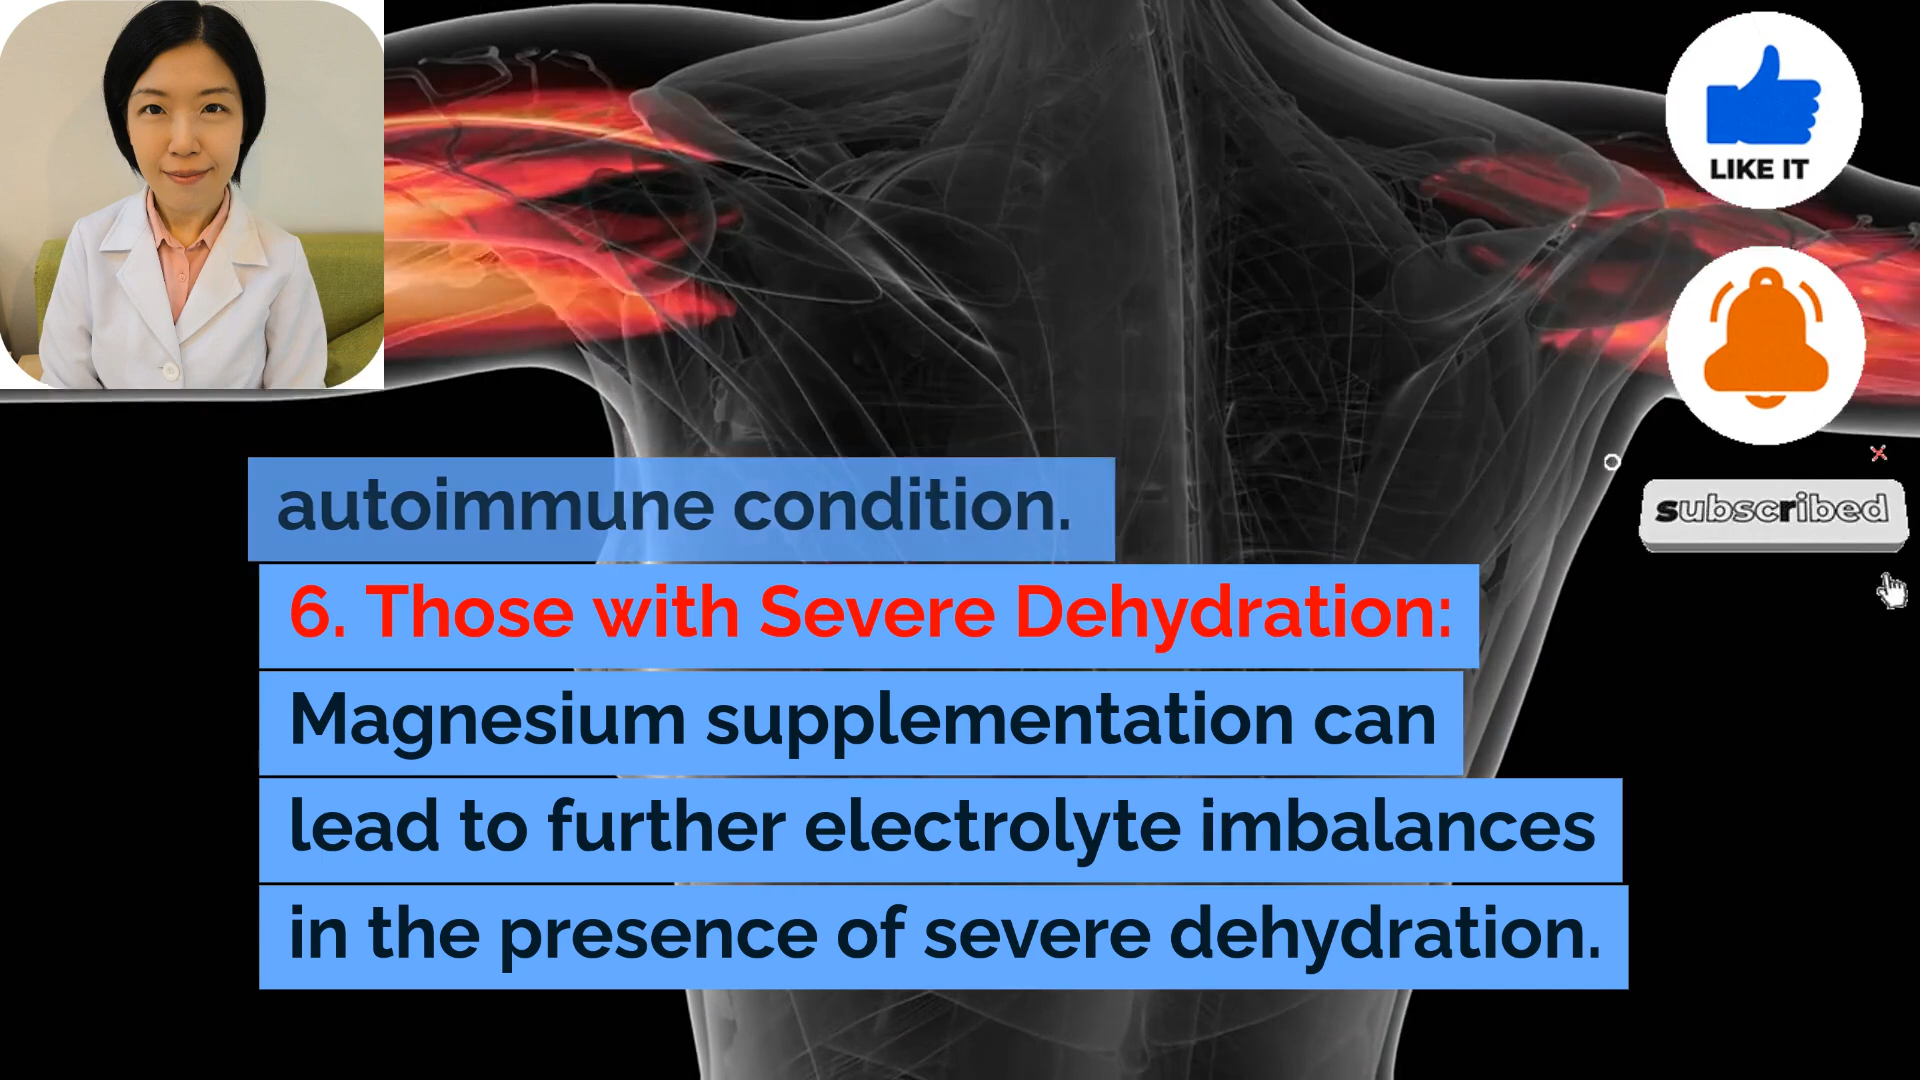 LIKE IT
subscribed
autoimmune condition.
6. Those with Severe Dehydration:
Magnesium supplementation can
lead to further electrolyte imbalances
in the presence of severe dehydration.